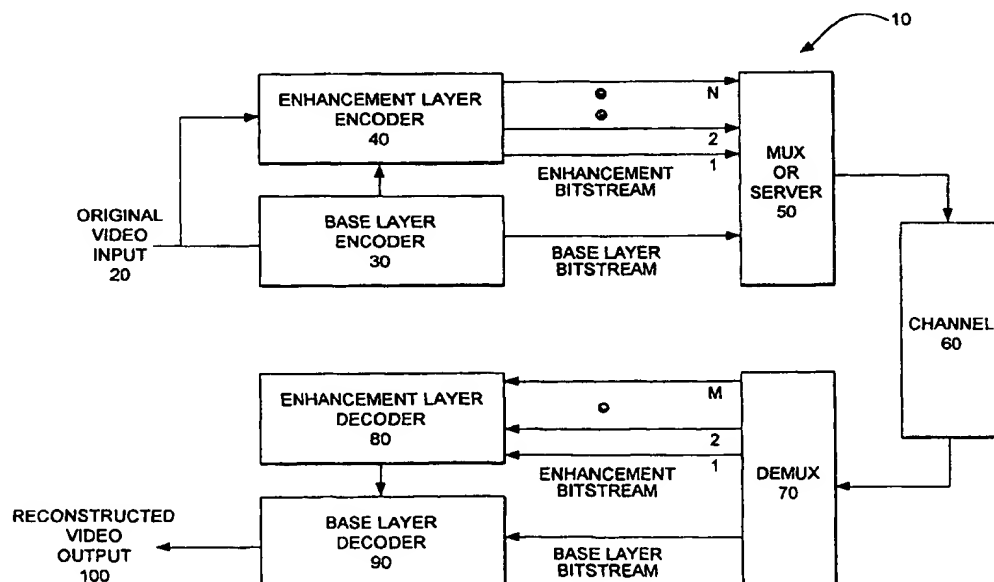 10
ENHANCEMENT LAYER
ENCODER
40
N
2
1
ENHANCEMENT
BITSTREAM
MUX
OR
SERVER
50
ORIGINAL
VIDEO
INPUT
20
BASE LAYER
ENCODER
30
BASE LAYER
BITSTREAM
CHANNEL
60
ENHANCEMENT LAYER
DECODER
80
M
2
1
ENHANCEMENT
BITSTREAM
DEMUX
70
RECONSTRUCTED
VIDEO
OUTPUT
100
BASE LAYER
DECODER
90
BASE LAYER
BITSTREAM